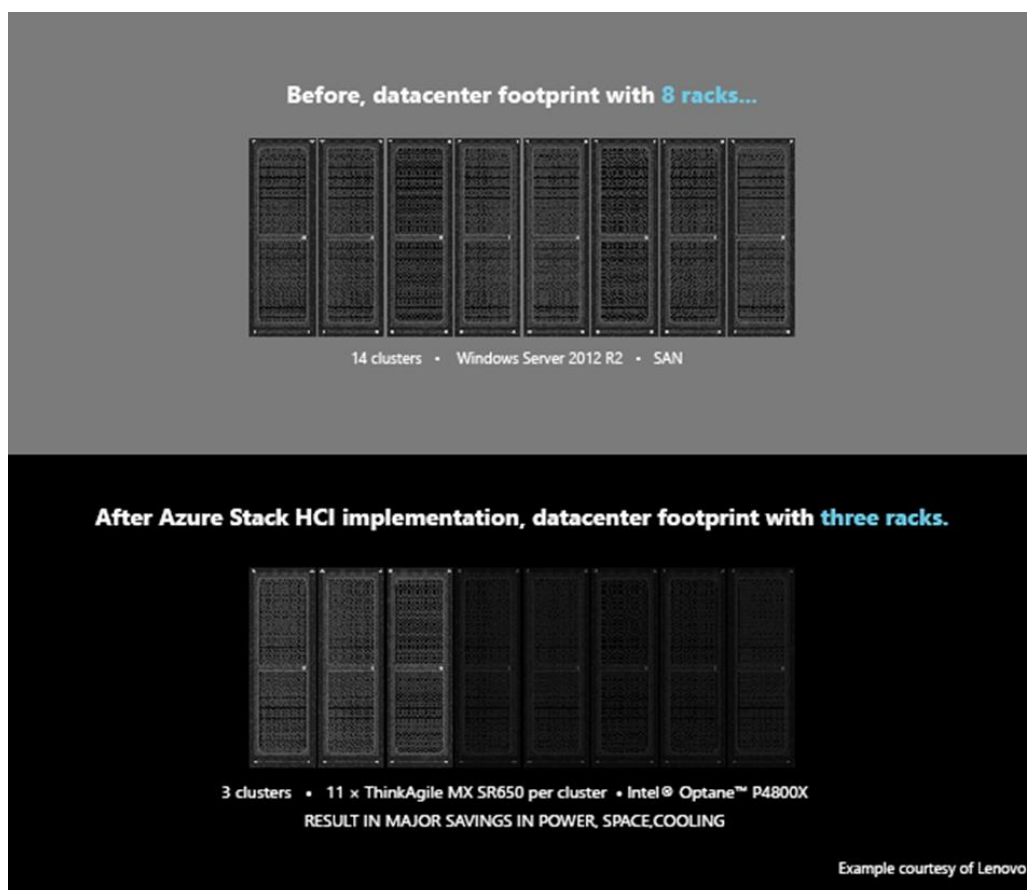 Before, datacenter footprint with 8 racks...
14 clusters • Windows Server 2012 R2 • SAN
After Azure Stack HCI implementation, datacenter footprint with three racks.
3 clusters • 11 × ThinkAgile MX SR650 per cluster • Intel® Optane™ P4800X
RESULT IN MAJOR SAVINGS IN POWER, SPACE,COOLING
Example courtesy of Lenovo